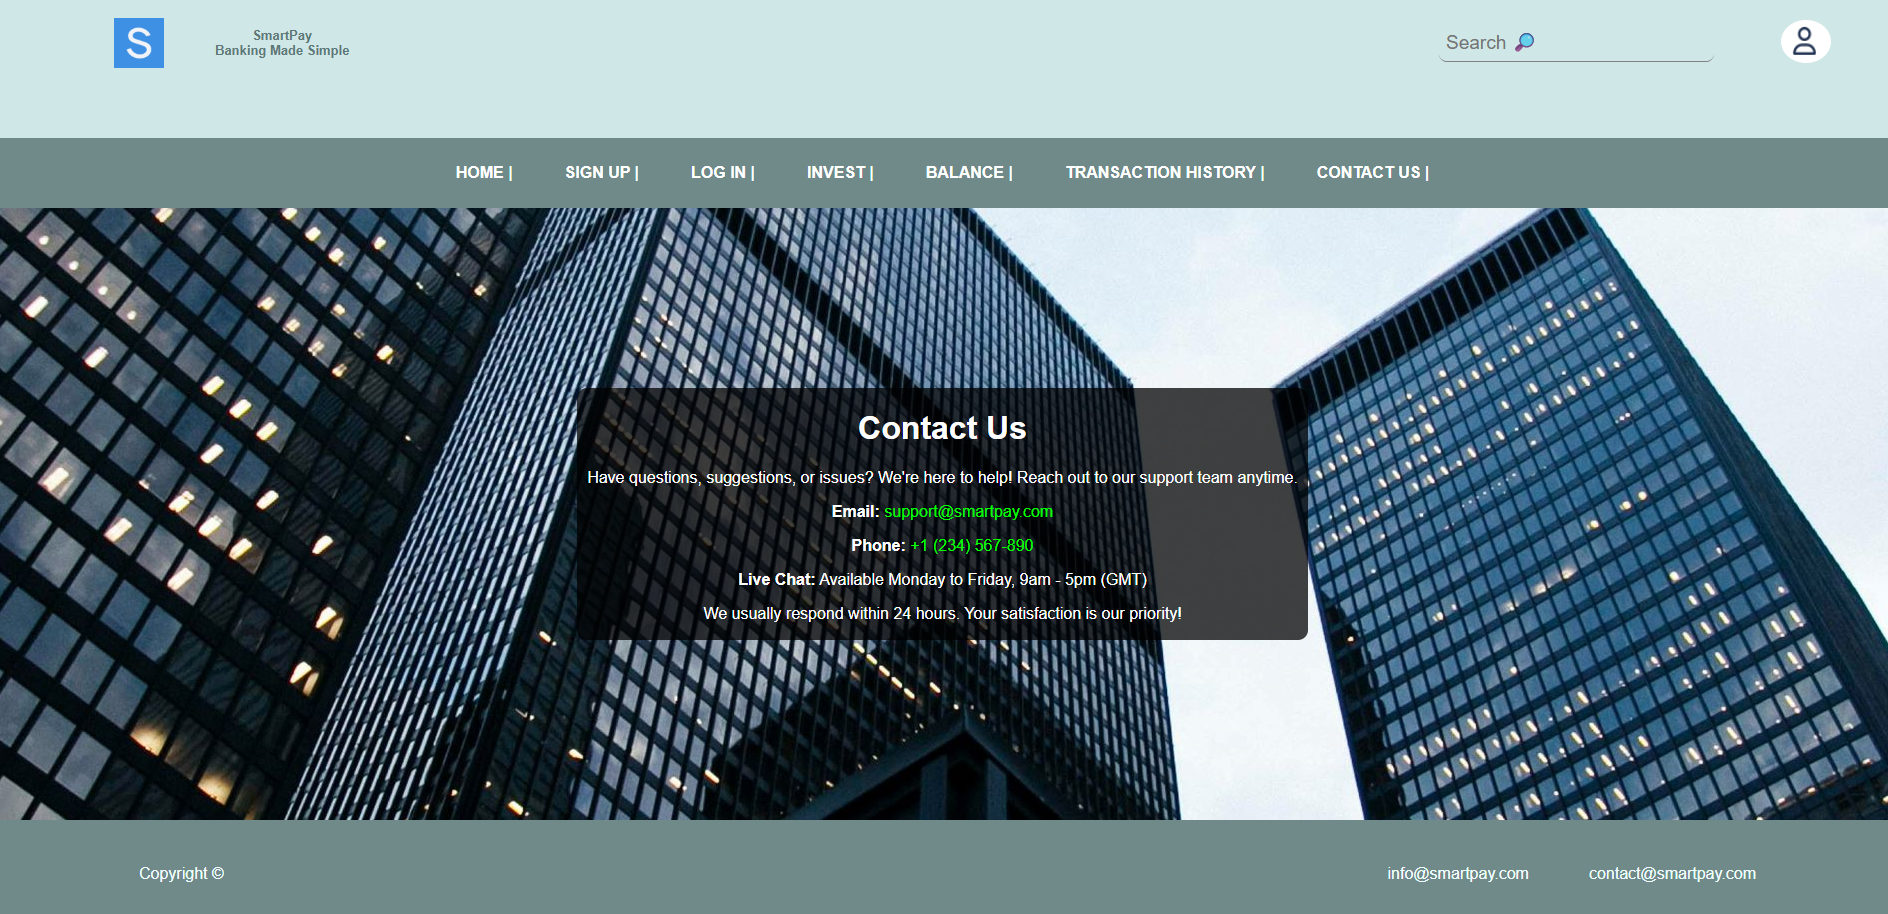 S
SmartPay
Banking Made Simple
Search 🔎
HOME |
SIGN UP |
LOG IN |
INVEST |
BALANCE |
TRANSACTION HISTORY |
CONTACT US |
Contact Us
Have questions, suggestions, or issues? We're here to help! Reach out to our support team anytime.
Email: support@smartpay.com
Phone: +1 (234) 567-890
Live Chat: Available Monday to Friday, 9am - 5pm (GMT)
We usually respond within 24 hours. Your satisfaction is our priority!
Copyright ©
info@smartpay.com
contact@smartpay.com